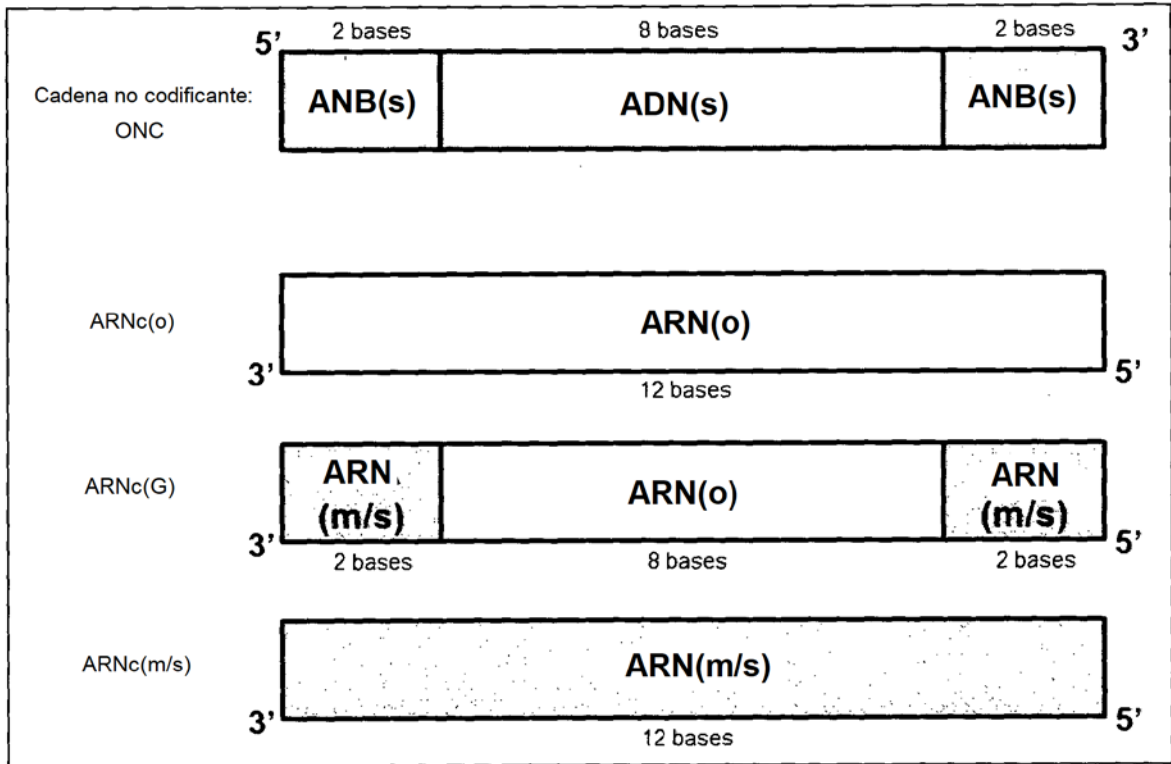 2 bases 8 bases 2 bases
5’ 3’
Cadena no codificante:
ONC
ANB(s) ADN(s) ANB(s)
ARNc(o)
ARN(o)
3’ 5’
12 bases
ARNc(G)
ARN
(m/s)
ARN(o)
ARN
(m/s)
3’ 5’
2 bases 8 bases 2 bases
ARNc(m/s)
ARN(m/s)
3’ 5’
12 bases